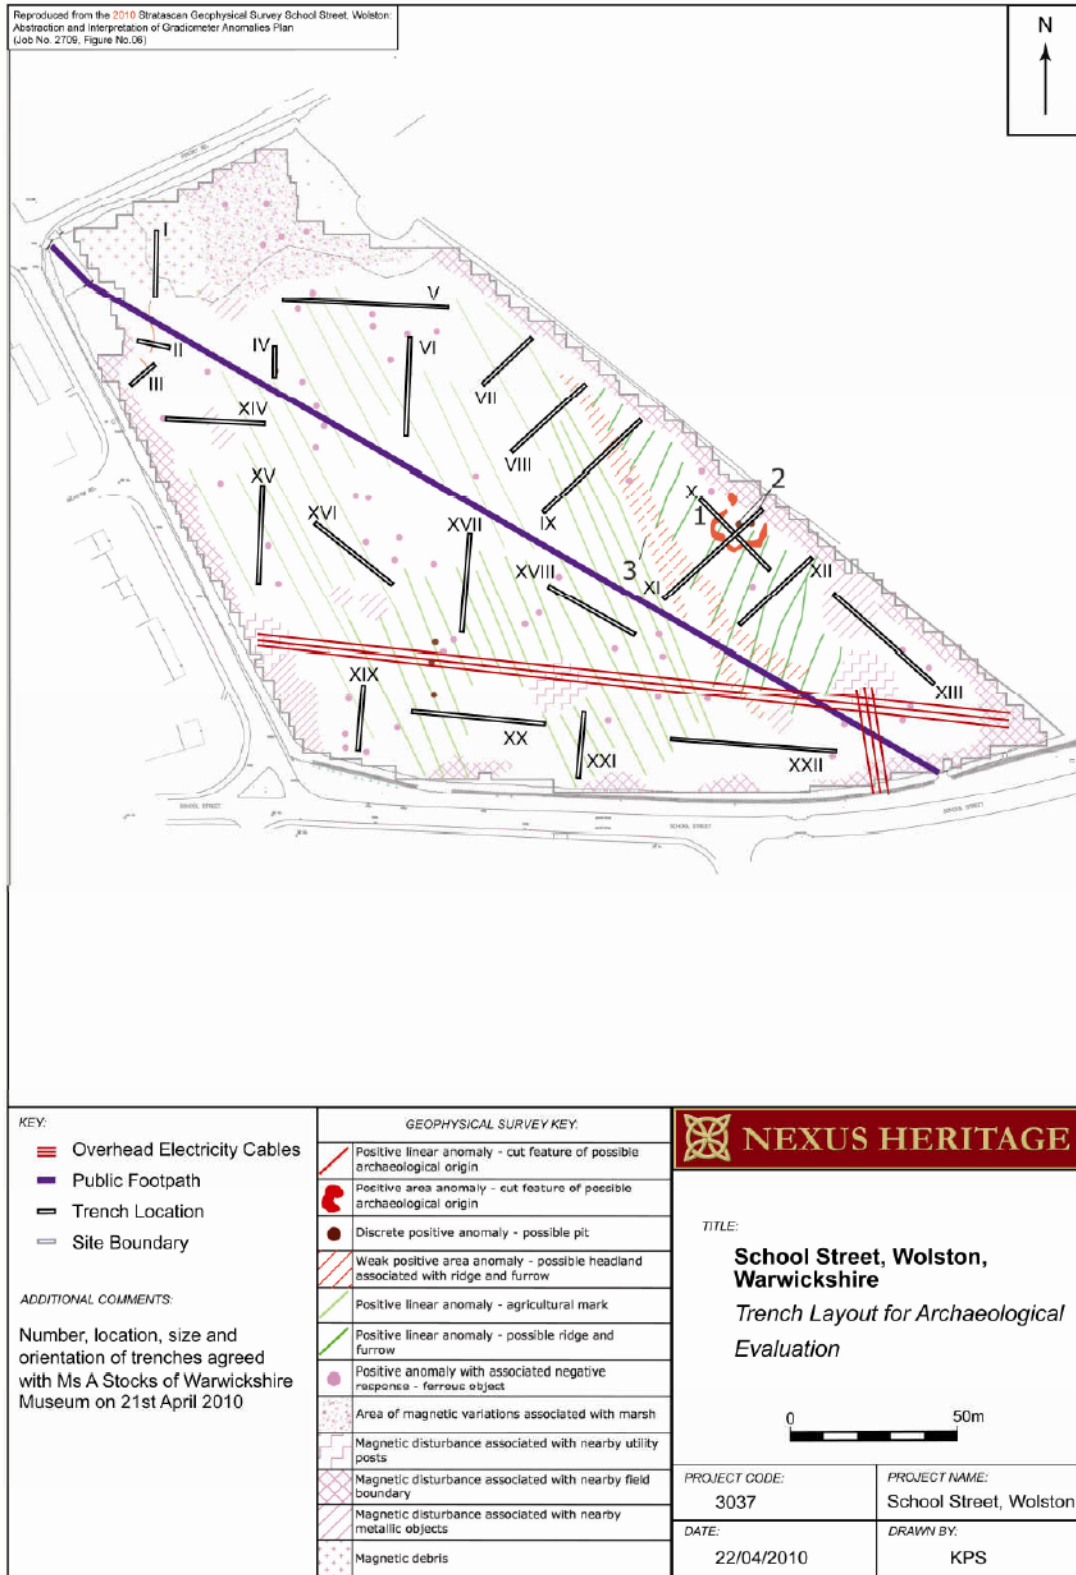 Reproduced from the 2010 Stratascan Geophysical Survey School Street, Wolston:
Abstraction and Interpretation of Gradiometer Anomalies Plan
(Job No. 2709, Figure No.06)
N
I
II
III
IV
V
VI
VII
VIII
IX
X
1
2
3
XI
XII
XIII
XIV
XV
XVI
XVII
XVIII
XIX
XX
XXI
XXII
SCHOOL STREET
SCHOOL STREET
SCHOOL STREET
KEY:
Overhead Electricity Cables
Public Footpath
Trench Location
Site Boundary
ADDITIONAL COMMENTS:
Number, location, size and
orientation of trenches agreed
with Ms A Stocks of Warwickshire
Museum on 21st April 2010
GEOPHYSICAL SURVEY KEY:
Positive linear anomaly - cut feature of possible
archaeological origin
Positive area anomaly - cut feature of possible
archaeological origin
Discrete positive anomaly - possible pit
Weak positive area anomaly - possible headland
associated with ridge and furrow
Positive linear anomaly - agricultural mark
Positive linear anomaly - possible ridge and
furrow
Positive anomaly with associated negative
response - ferrous object
Area of magnetic variations associated with marsh
Magnetic disturbance associated with nearby utility
posts
Magnetic disturbance associated with nearby field
boundary
Magnetic disturbance associated with nearby
metallic objects
Magnetic debris
NEXUS HERITAGE
TITLE:
School Street, Wolston,
Warwickshire
Trench Layout for Archaeological
Evaluation
0 50m
PROJECT CODE:
3037
PROJECT NAME:
School Street, Wolston
DATE:
22/04/2010
DRAWN BY:
KPS